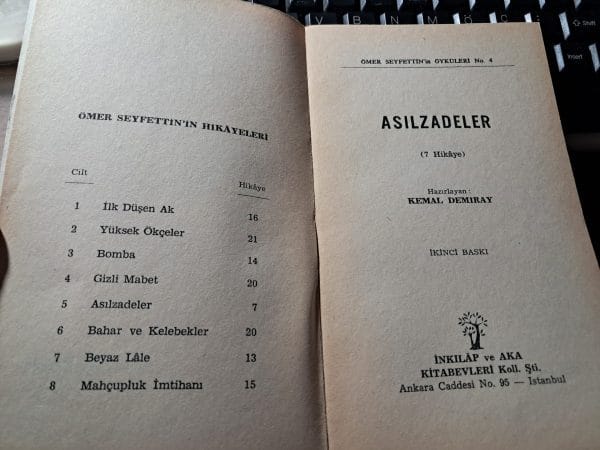 ÖMER SEYFETTİN'İN HİKÂYELERİ
Cilt Hikâye
1 İlk Düşen Ak 16
2 Yüksek Ökçeler 21
3 Bomba 14
4 Gizli Mabet 20
5 Asılzadeler 7
6 Bahar ve Kelebekler 20
7 Beyaz Lâle 13
8 Mahçupluk İmtihanı 15
ÖMER SEYFETTİN'in ÖYKÜLERİ No. 4
ASILZADELER
(7 Hikâye)
Hazırlayan :
KEMAL DEMİRAY
İKİNCİ BASKI
İNKILÂP ve AKA
KİTABEVLERİ Koll. Şti.
Ankara Caddesi No. 95 — İstanbul
V B N M Ö Ç
Shift